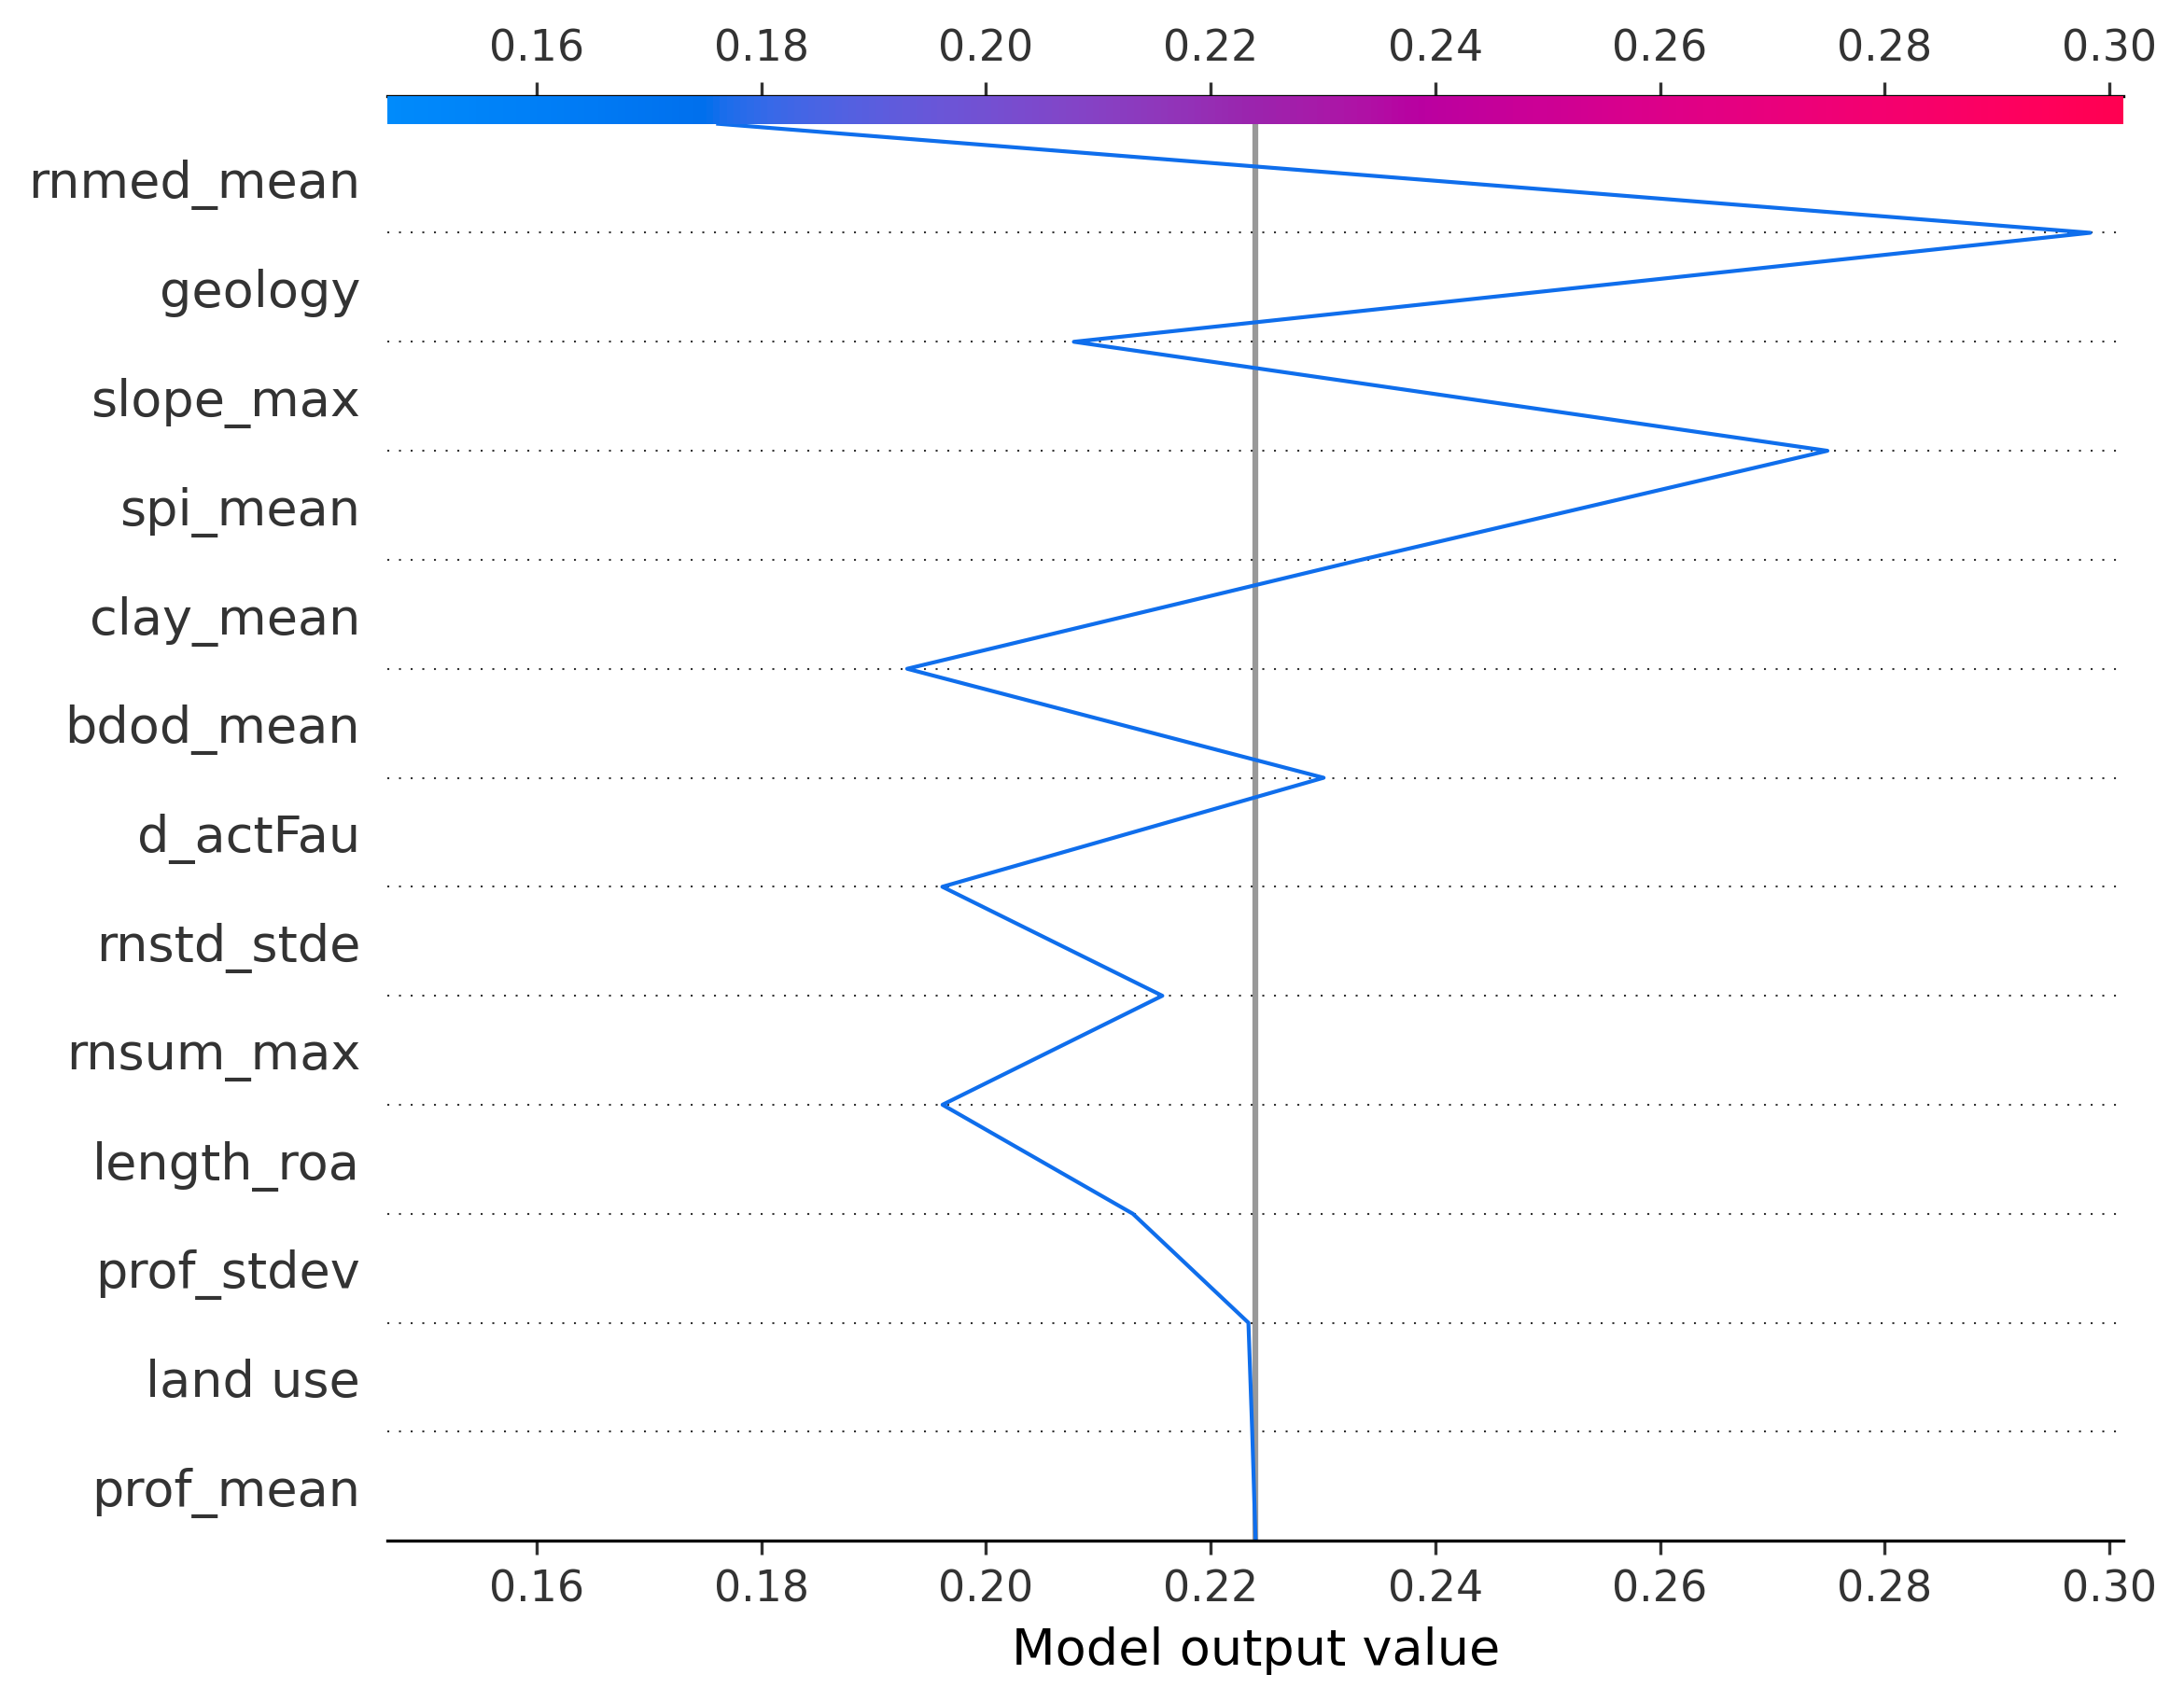 0.16 0.18 0.20 0.22 0.24 0.26 0.28 0.30
rnmed_mean
geology
slope_max
spi_mean
clay_mean
bdod_mean
d_actFau
rnstd_stde
rnsum_max
length_roa
prof_stdev
land use
prof_mean
0.16 0.18 0.20 0.22 0.24 0.26 0.28 0.30
Model output value